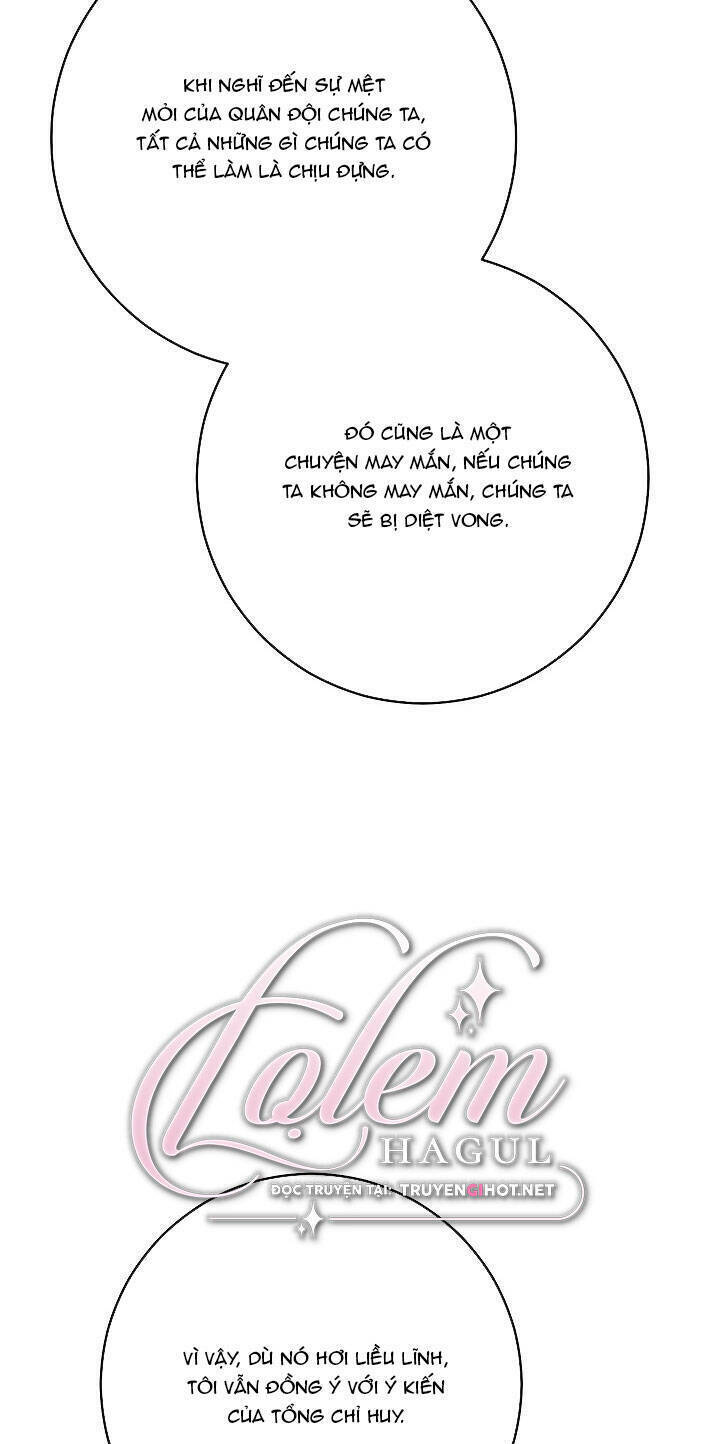 KHI NGHĨ ĐẾN SỰ MỆT
MỎI CỦA QUÂN ĐỘI CHÚNG TA,
TẤT CẢ NHỮNG GÌ CHÚNG TA CÓ
THỂ LÀM LÀ CHỊU ĐỰNG.
ĐÓ CŨNG LÀ MỘT
CHUYỆN MAY MẮN, NẾU CHÚNG
TA KHÔNG MAY MẮN, CHÚNG TA
SẼ BỊ DIỆT VONG.
Lọlem
HAGUL
ĐỌC TRUYỆN TẠI: TRUYENGIHOT.NET
VÌ VẬY, DÙ NÓ HƠI LIỀU LĨNH,
TÔI VẪN ĐỒNG Ý VỚI Ý KIẾN
CỦA TỔNG CHỈ HUY.